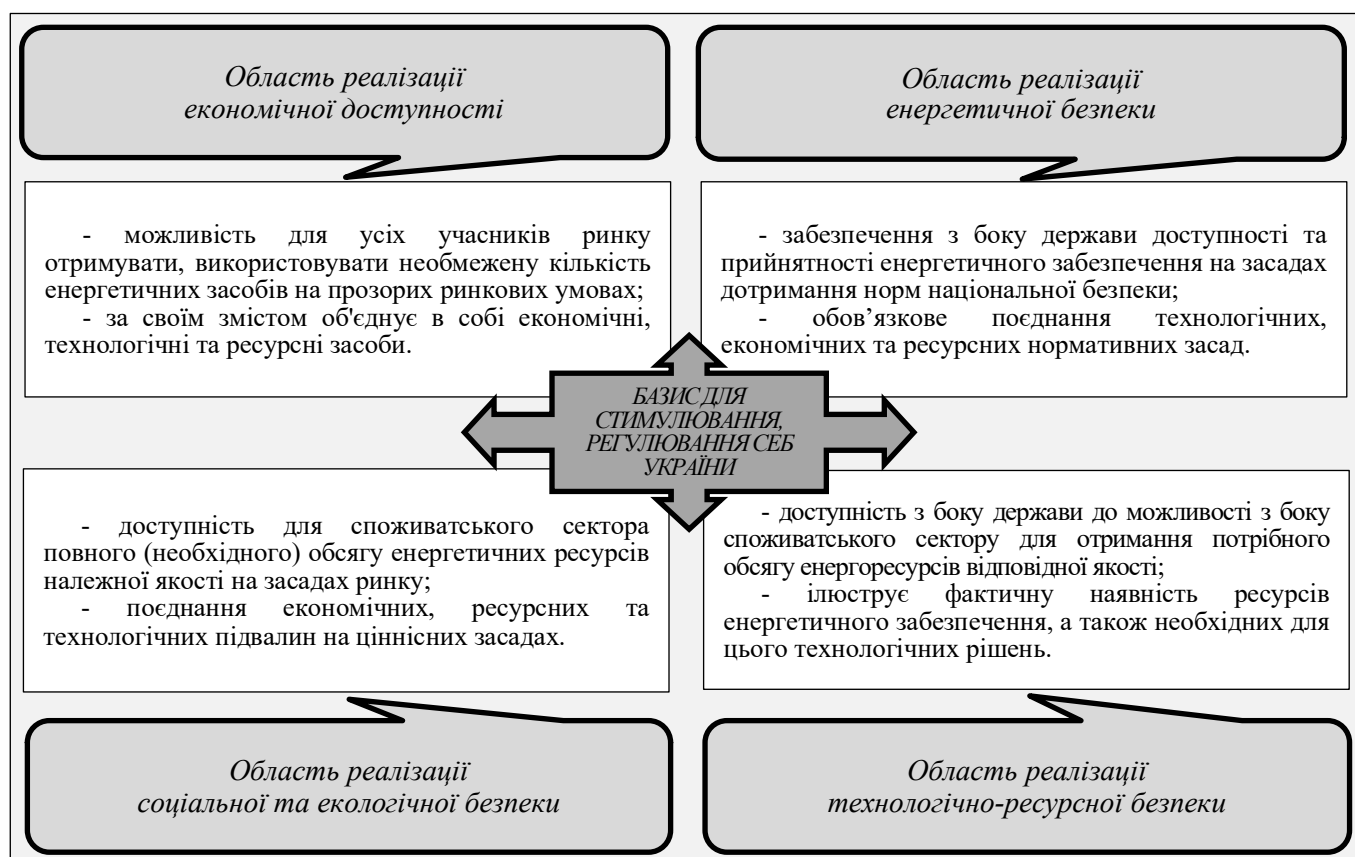 Область реалізації
економічної доступності
Область реалізації
енергетичної безпеки
- можливість для усіх учасників ринку
отримувати, використовувати необмежену кількість
енергетичних засобів на прозорих ринкових умовах;
- за своїм змістом об'єднує в собі економічні,
технологічні та ресурсні засоби.
- забезпечення з боку держави доступності та
прийнятності енергетичного забезпечення на засадах
дотримання норм національної безпеки;
- обов’язкове поєднання технологічних,
економічних та ресурсних нормативних засад.
БАЗИС ДЛЯ
СТИМУЛЮВАННЯ,
РЕГУЛЮВАННЯ СЕБ
УКРАЇНИ
- доступність для споживатського сектора
повного (необхідного) обсягу енергетичних ресурсів
належної якості на засадах ринку;
- поєднання економічних, ресурсних та
технологічних підвалин на ціннісних засадах.
- доступність з боку держави до можливості з боку
споживатського сектору для отримання потрібного
обсягу енергоресурсів відповідної якості;
- ілюструє фактичну наявність ресурсів
енергетичного забезпечення, а також необхідних для
цього технологічних рішень.
Область реалізації
соціальної та екологічної безпеки
Область реалізації
технологічно-ресурсної безпеки